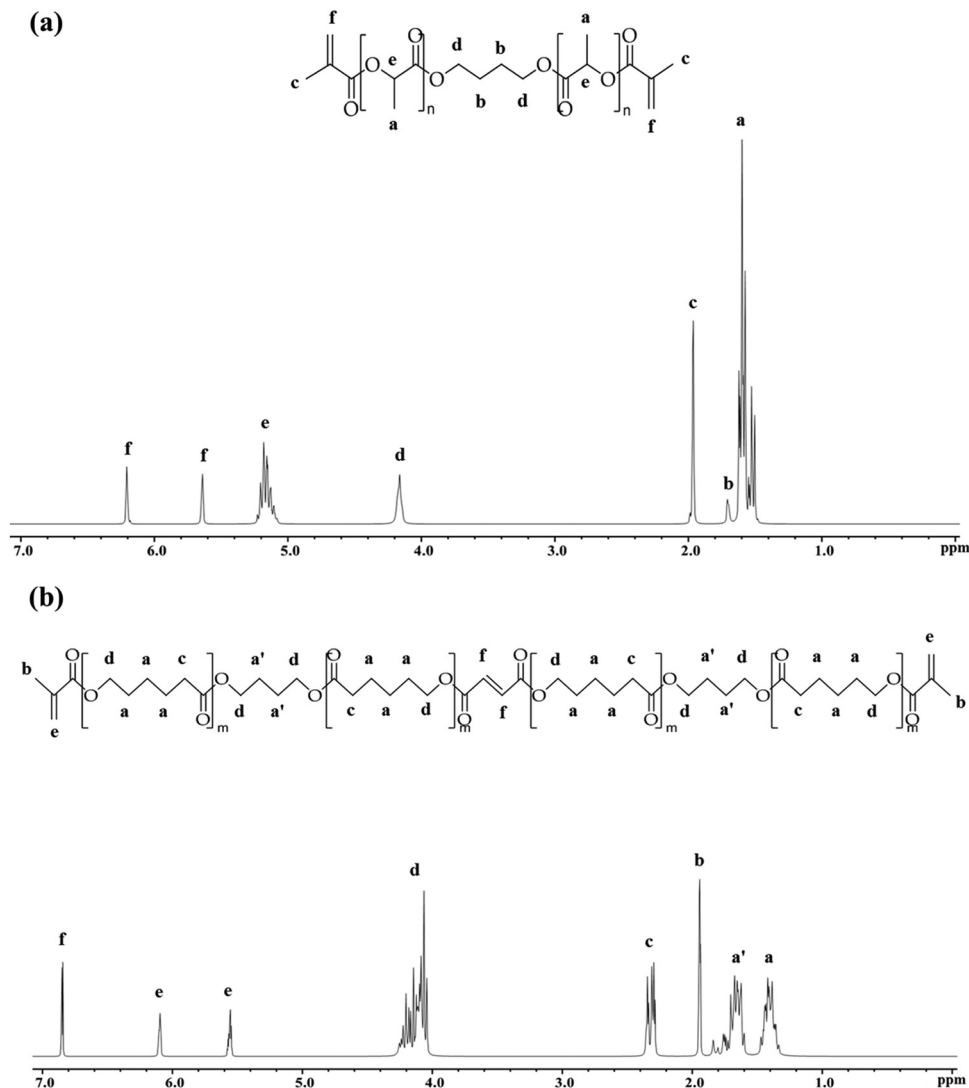 (a)
f a
O d b O
c O e O O e O c
O a n O b d O n O f
a
c
e
f f d b
7.0 6.0 5.0 4.0 3.0 2.0 1.0 ppm
(b)
e
b O d a c a' d O a a f O d a c a' d O a a
O O O O O O O O
e a a O m d a' c a d m O f a a O m d a' c a d m O b
d b
f c a' a
e e
7.0 6.0 5.0 4.0 3.0 2.0 1.0 ppm